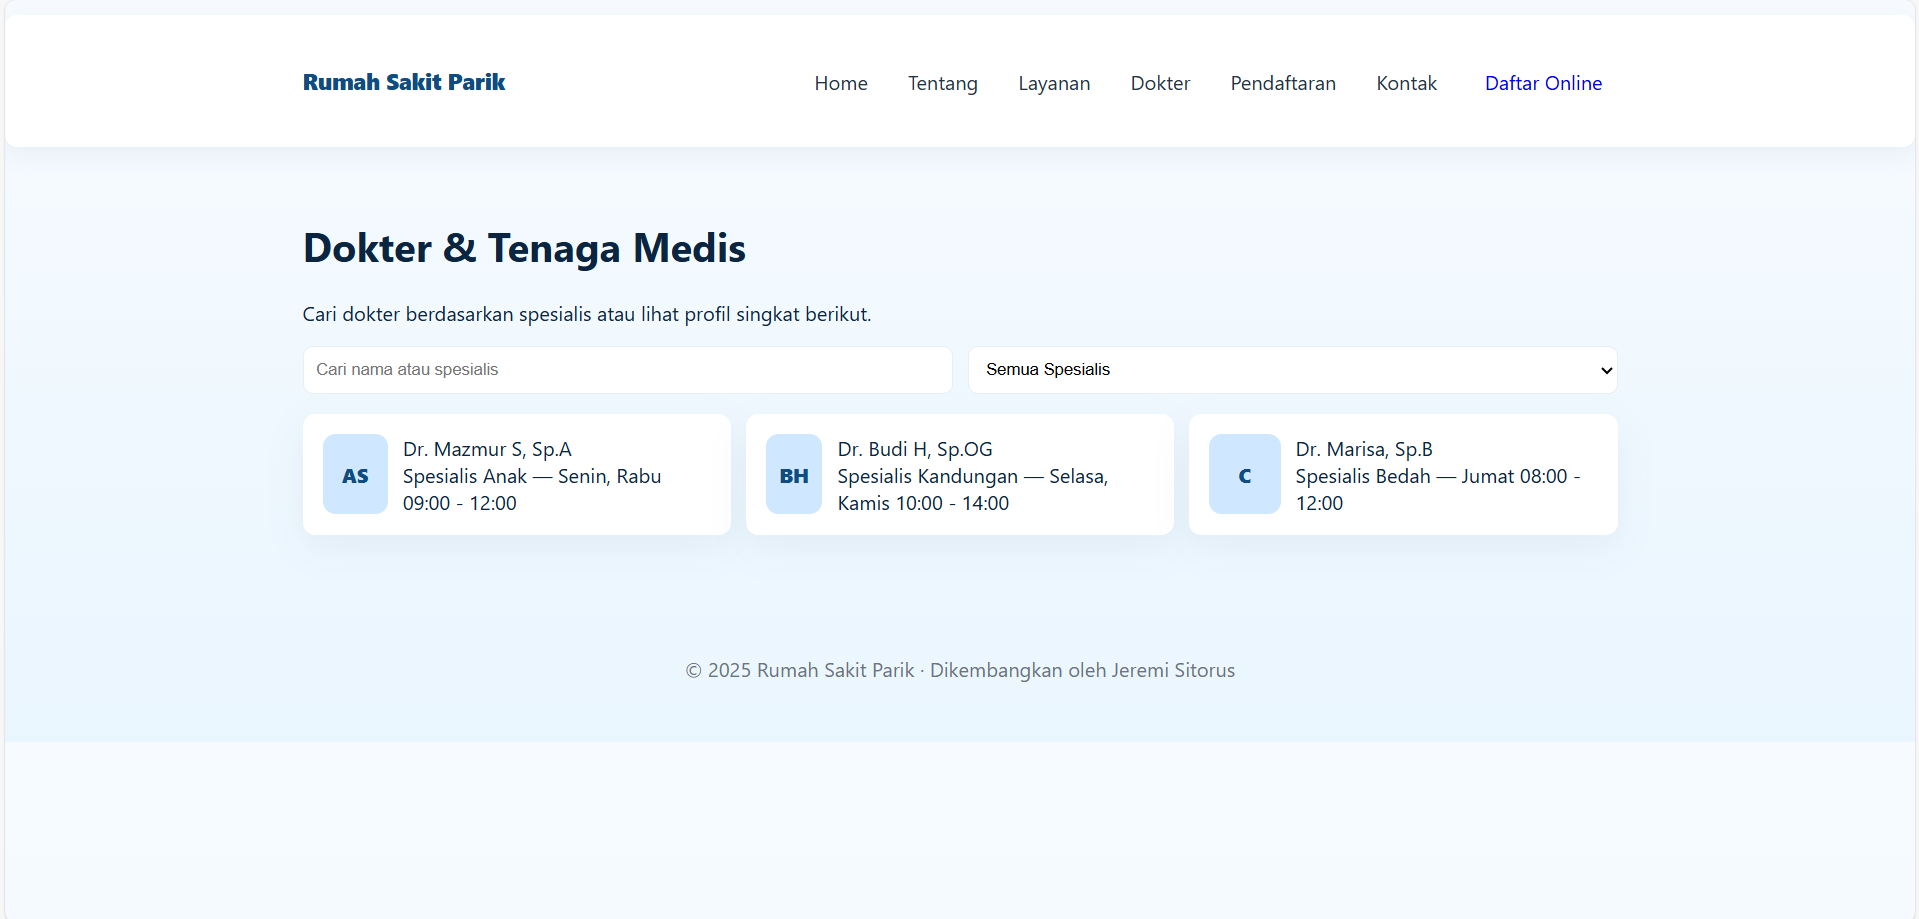 Rumah Sakit Parik
Home Tentang Layanan Dokter Pendaftaran Kontak Daftar Online
Dokter & Tenaga Medis
Cari dokter berdasarkan spesialis atau lihat profil singkat berikut.
Cari nama atau spesialis
Semua Spesialis
AS
Dr. Mazmur S, Sp.A
Spesialis Anak — Senin, Rabu
09:00 - 12:00
BH
Dr. Budi H, Sp.OG
Spesialis Kandungan — Selasa,
Kamis 10:00 - 14:00
C
Dr. Marisa, Sp.B
Spesialis Bedah — Jumat 08:00 -
12:00
© 2025 Rumah Sakit Parik · Dikembangkan oleh Jeremi Sitorus